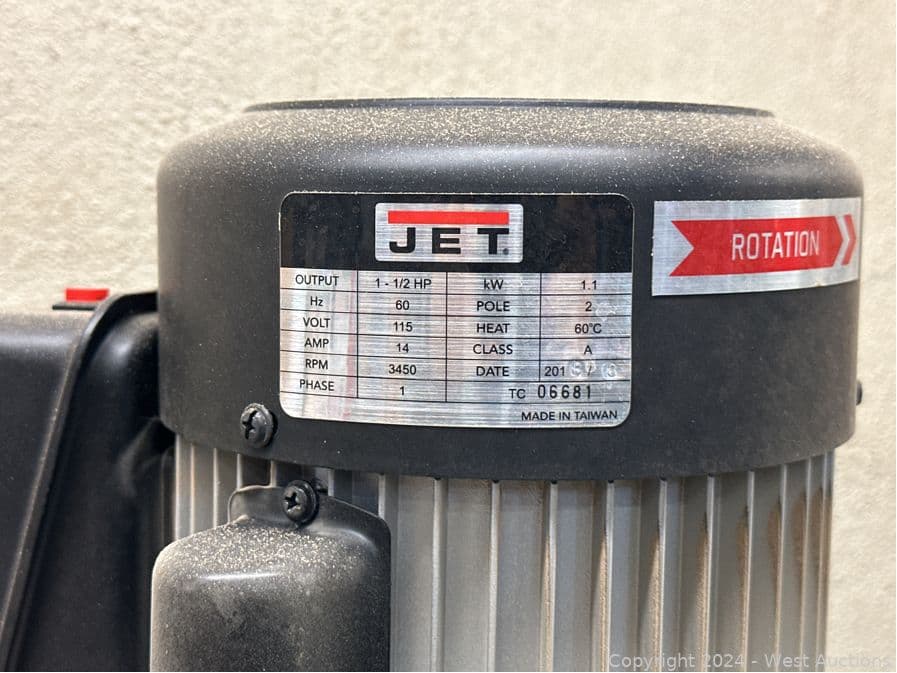 JET
ROTATION
OUTPUT 1 - 1/2 HP kW 1.1
Hz 60 POLE 2
VOLT 115 HEAT 60°C
AMP 14 CLASS A
RPM 3450 DATE 201
PHASE 1 TC 06681
MADE IN TAIWAN
Copyright 2024 - West Auctions